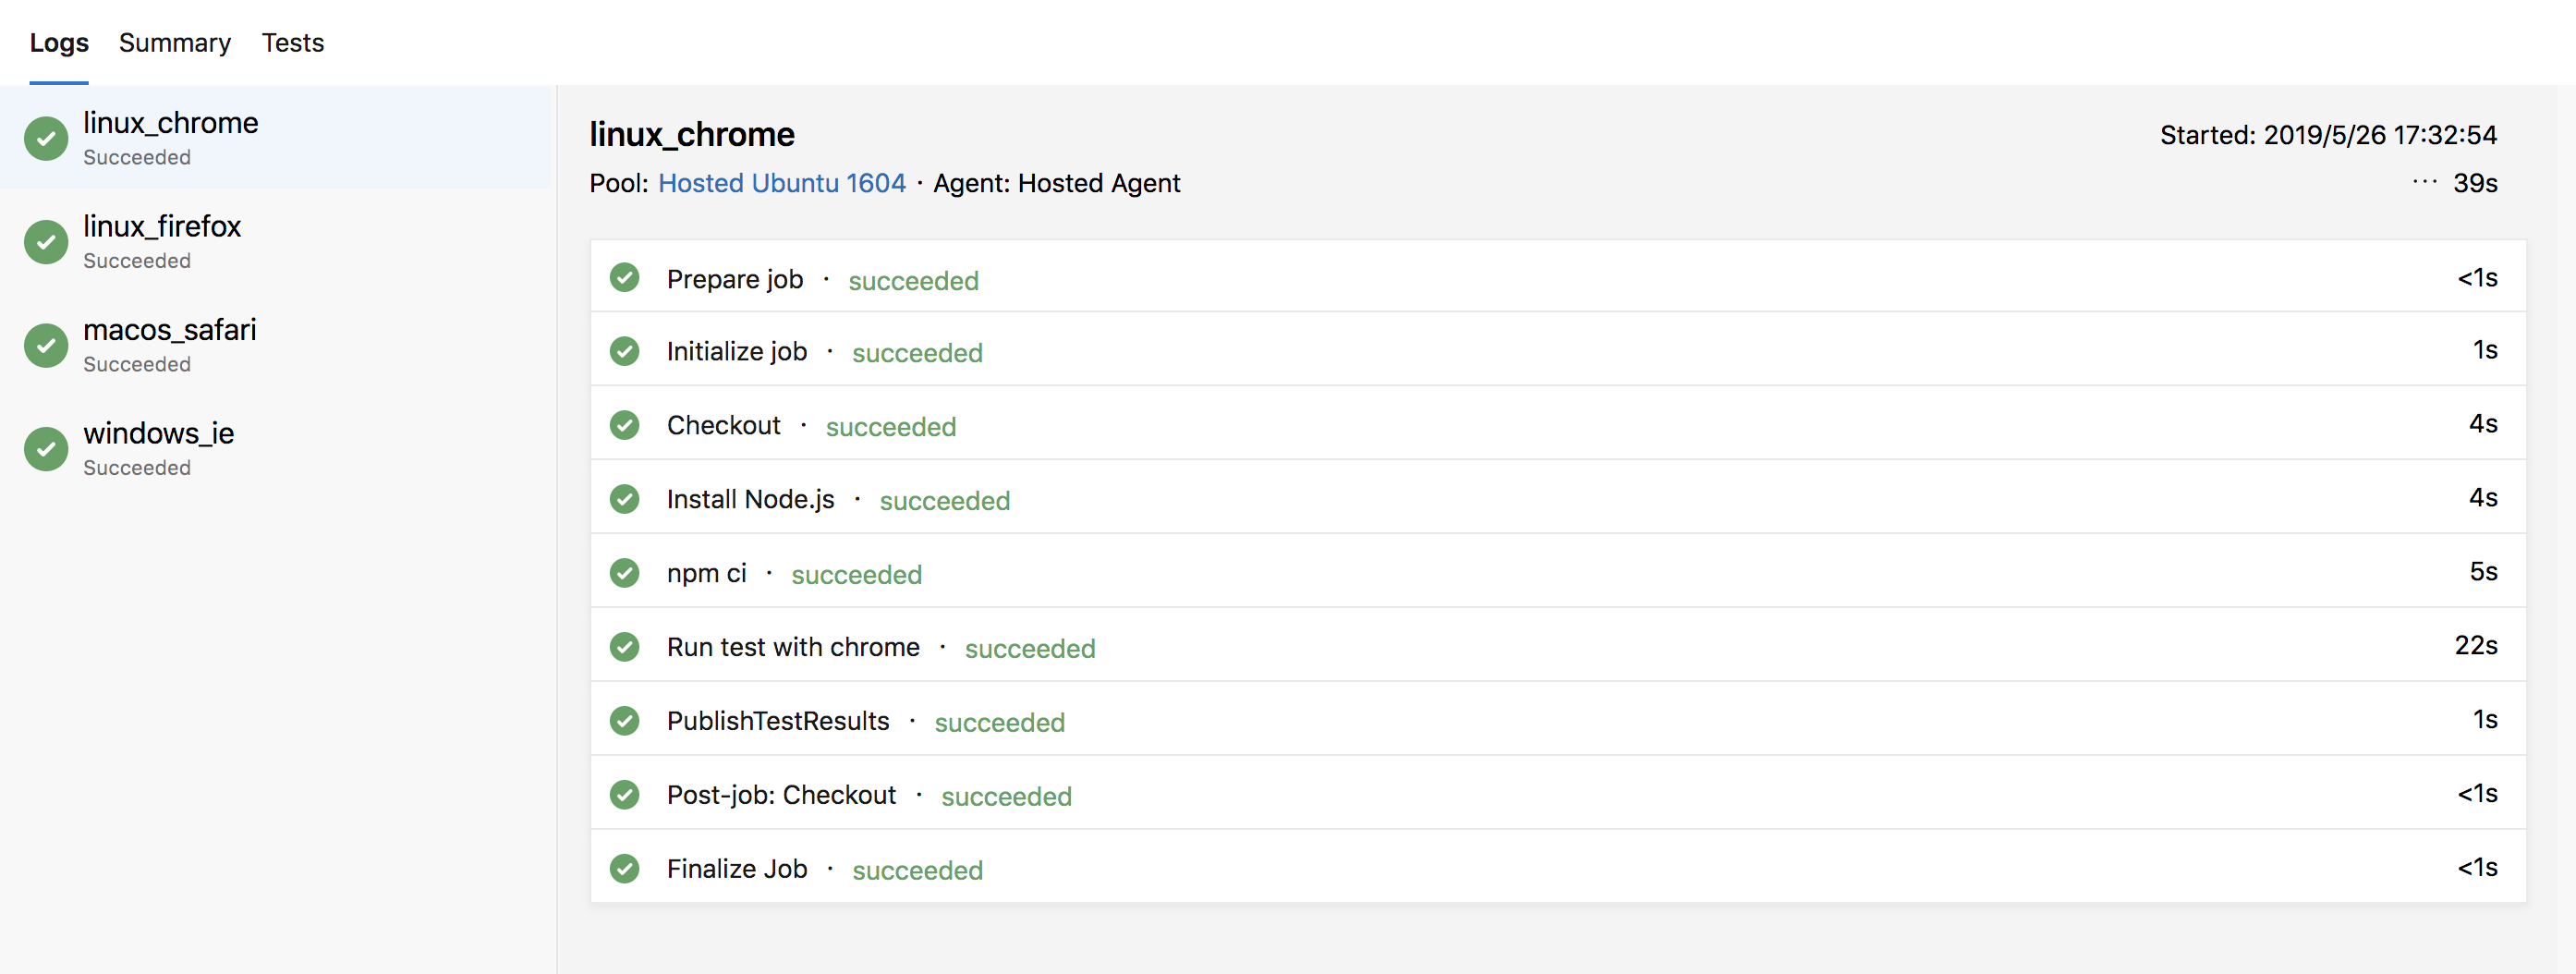 Logs Summary Tests
linux_chrome
Succeeded
linux_firefox
Succeeded
macos_safari
Succeeded
windows_ie
Succeeded
linux_chrome Started: 2019/5/26 17:32:54
Pool: Hosted Ubuntu 1604 · Agent: Hosted Agent ··· 39s
Prepare job · succeeded <1s
Initialize job · succeeded 1s
Checkout · succeeded 4s
Install Node.js · succeeded 4s
npm ci · succeeded 5s
Run test with chrome · succeeded 22s
PublishTestResults · succeeded 1s
Post-job: Checkout · succeeded <1s
Finalize Job · succeeded <1s